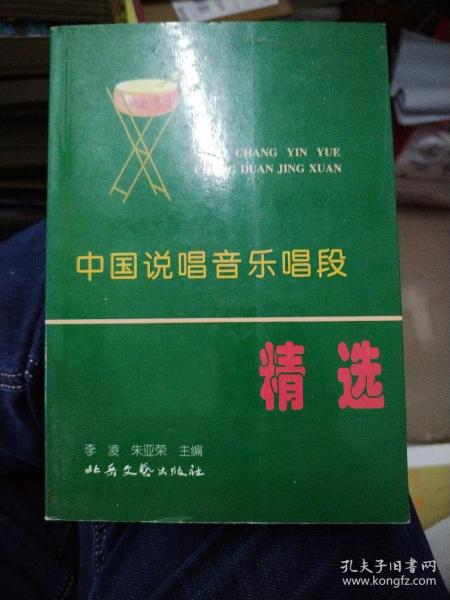 CHANG YIN YUE
DUAN JING XUAN
中国说唱音乐唱段
精选
李凌 朱亚荣 主编
北岳文艺出版社
孔夫子旧书网
www.kongfz.com